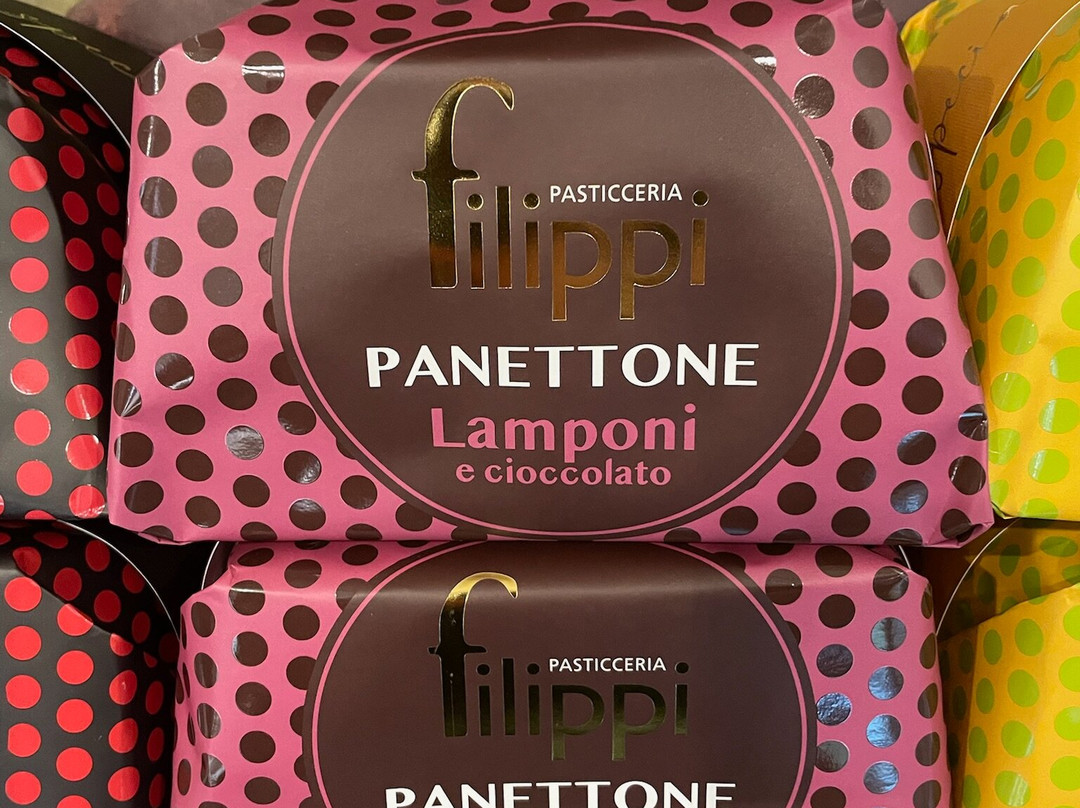 PASTICCERIA
filippi
PANETTONE
Lamponi
e cioccolato
PASTICCERIA
filippi
PANETTONE